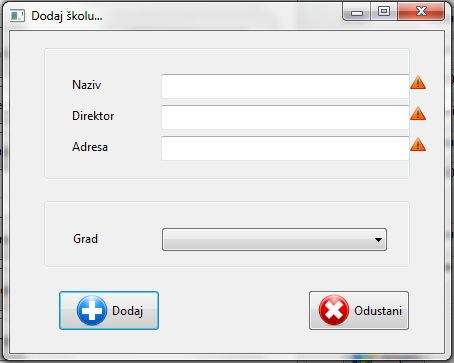 Dodaj školu...
Naziv
Direktor
Adresa
Grad
Dodaj
Odustani